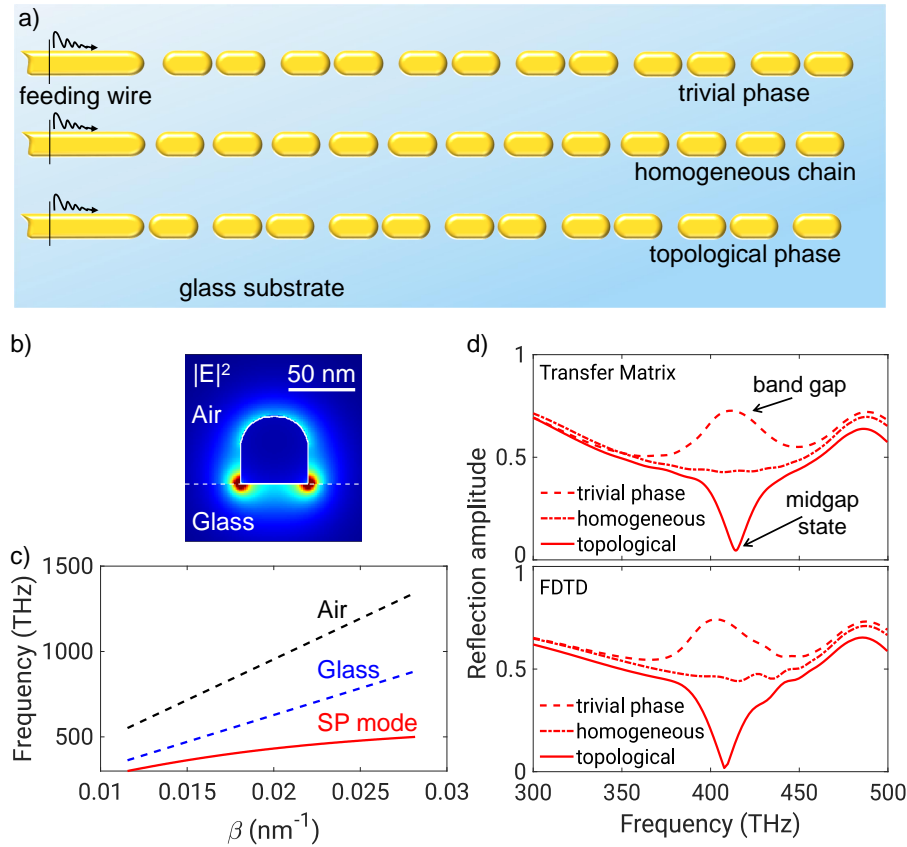 a)
feeding wire
trivial phase
homogeneous chain
topological phase
glass substrate
b)
|E|²
50 nm
Air
Glass
c)
1500
1000
500
Frequency (THz)
Air
Glass
SP mode
0.01
0.015
0.02
0.025
0.03
β (nm⁻¹)
d)
Reflection amplitude
1
0.5
0
Transfer Matrix
band gap
midgap
state
trivial phase
homogeneous
topological
1
0.5
0
FDTD
trivial phase
homogeneous
topological
300
350
400
450
500
Frequency (THz)